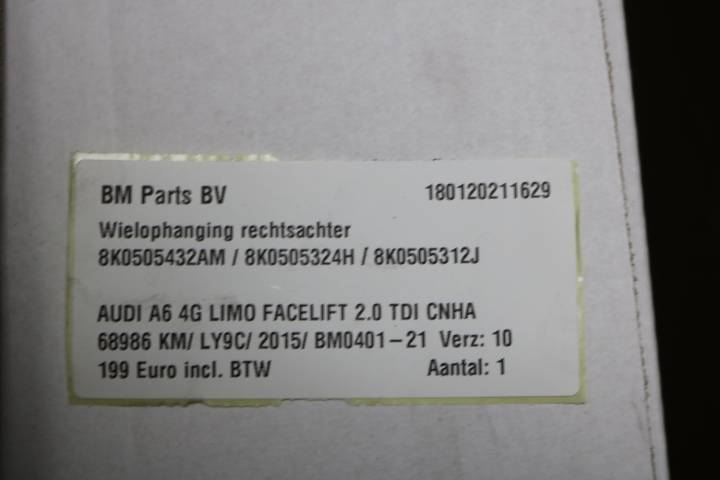 BM Parts BV 180120211629
Wielophanging rechtsachter
8K0505432AM / 8K0505324H / 8K0505312J
AUDI A6 4G LIMO FACELIFT 2.0 TDI CNHA
68986 KM/ LY9C/ 2015/ BM0401-21 Verz: 10
199 Euro incl. BTW Aantal: 1